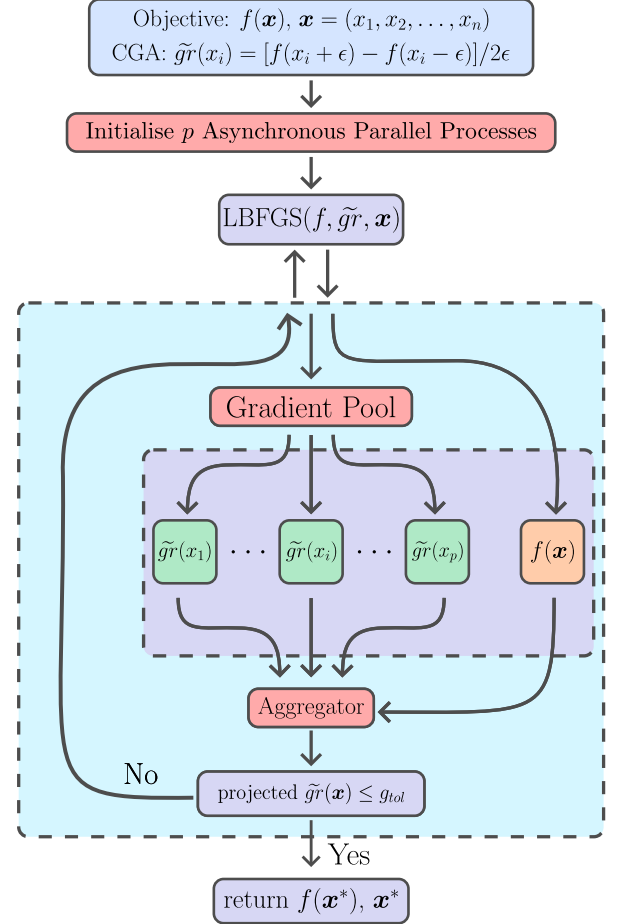 Objective: f(x), x = (x₁, x₂, . . . , xₙ)
CGA: g̃r(xᵢ) = [f(xᵢ + ϵ) − f(xᵢ − ϵ)]/2ϵ
Initialise p Asynchronous Parallel Processes
LBFGS(f, g̃r, x)
Gradient Pool
g̃r(x₁) · · · g̃r(xᵢ) · · · g̃r(xₚ) f(x)
Aggregator
No
projected g̃r(x) ≤ gₜₒₗ
Yes
return f(x*), x*